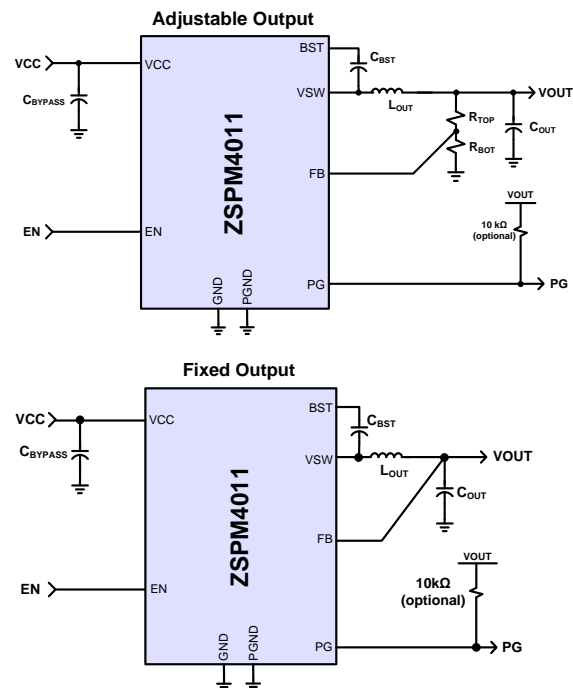 Adjustable Output
VCC
VCC
CBYPASS
BST
CBST
VSW
LOUT
VOUT
RTOP
COUT
RBOT
FB
ZSPM4011
VOUT
10 kΩ
(optional)
EN
EN
GND
PGND
PG
PG
Fixed Output
VCC
VCC
CBYPASS
BST
CBST
VSW
LOUT
VOUT
COUT
FB
ZSPM4011
VOUT
10kΩ
(optional)
EN
EN
GND
PGND
PG
PG